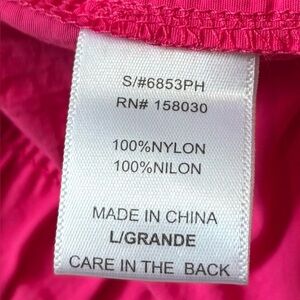 S/#6853PH
RN# 158030
100%NYLON
100%NILON
MADE IN CHINA
L/GRANDE
CARE IN THE BACK